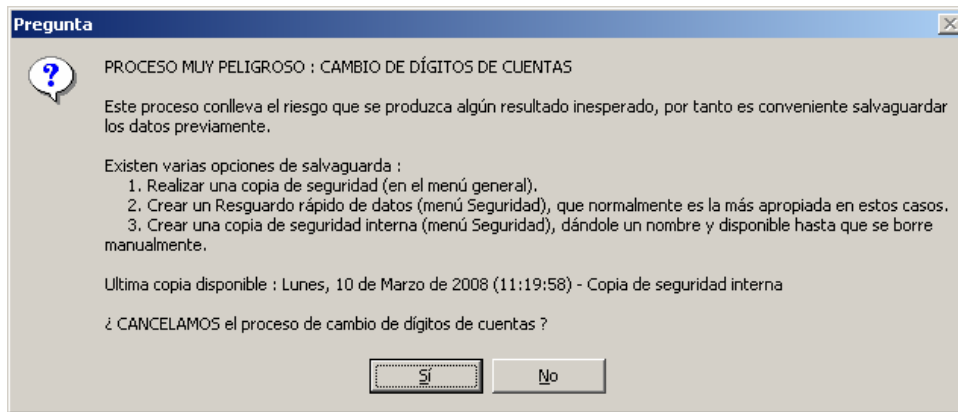 Pregunta
PROCESO MUY PELIGROSO : CAMBIO DE DÍGITOS DE CUENTAS
Este proceso conlleva el riesgo que se produzca algún resultado inesperado, por tanto es conveniente salvaguardar
los datos previamente.
Existen varias opciones de salvaguarda :
1. Realizar una copia de seguridad (en el menú general).
2. Crear un Resguardo rápido de datos (menú Seguridad), que normalmente es la más apropiada en estos casos.
3. Crear una copia de seguridad interna (menú Seguridad), dándole un nombre y disponible hasta que se borre
manualmente.
Ultima copia disponible : Lunes, 10 de Marzo de 2008 (11:19:58) - Copia de seguridad interna
¿ CANCELAMOS el proceso de cambio de dígitos de cuentas ?
Sí
No